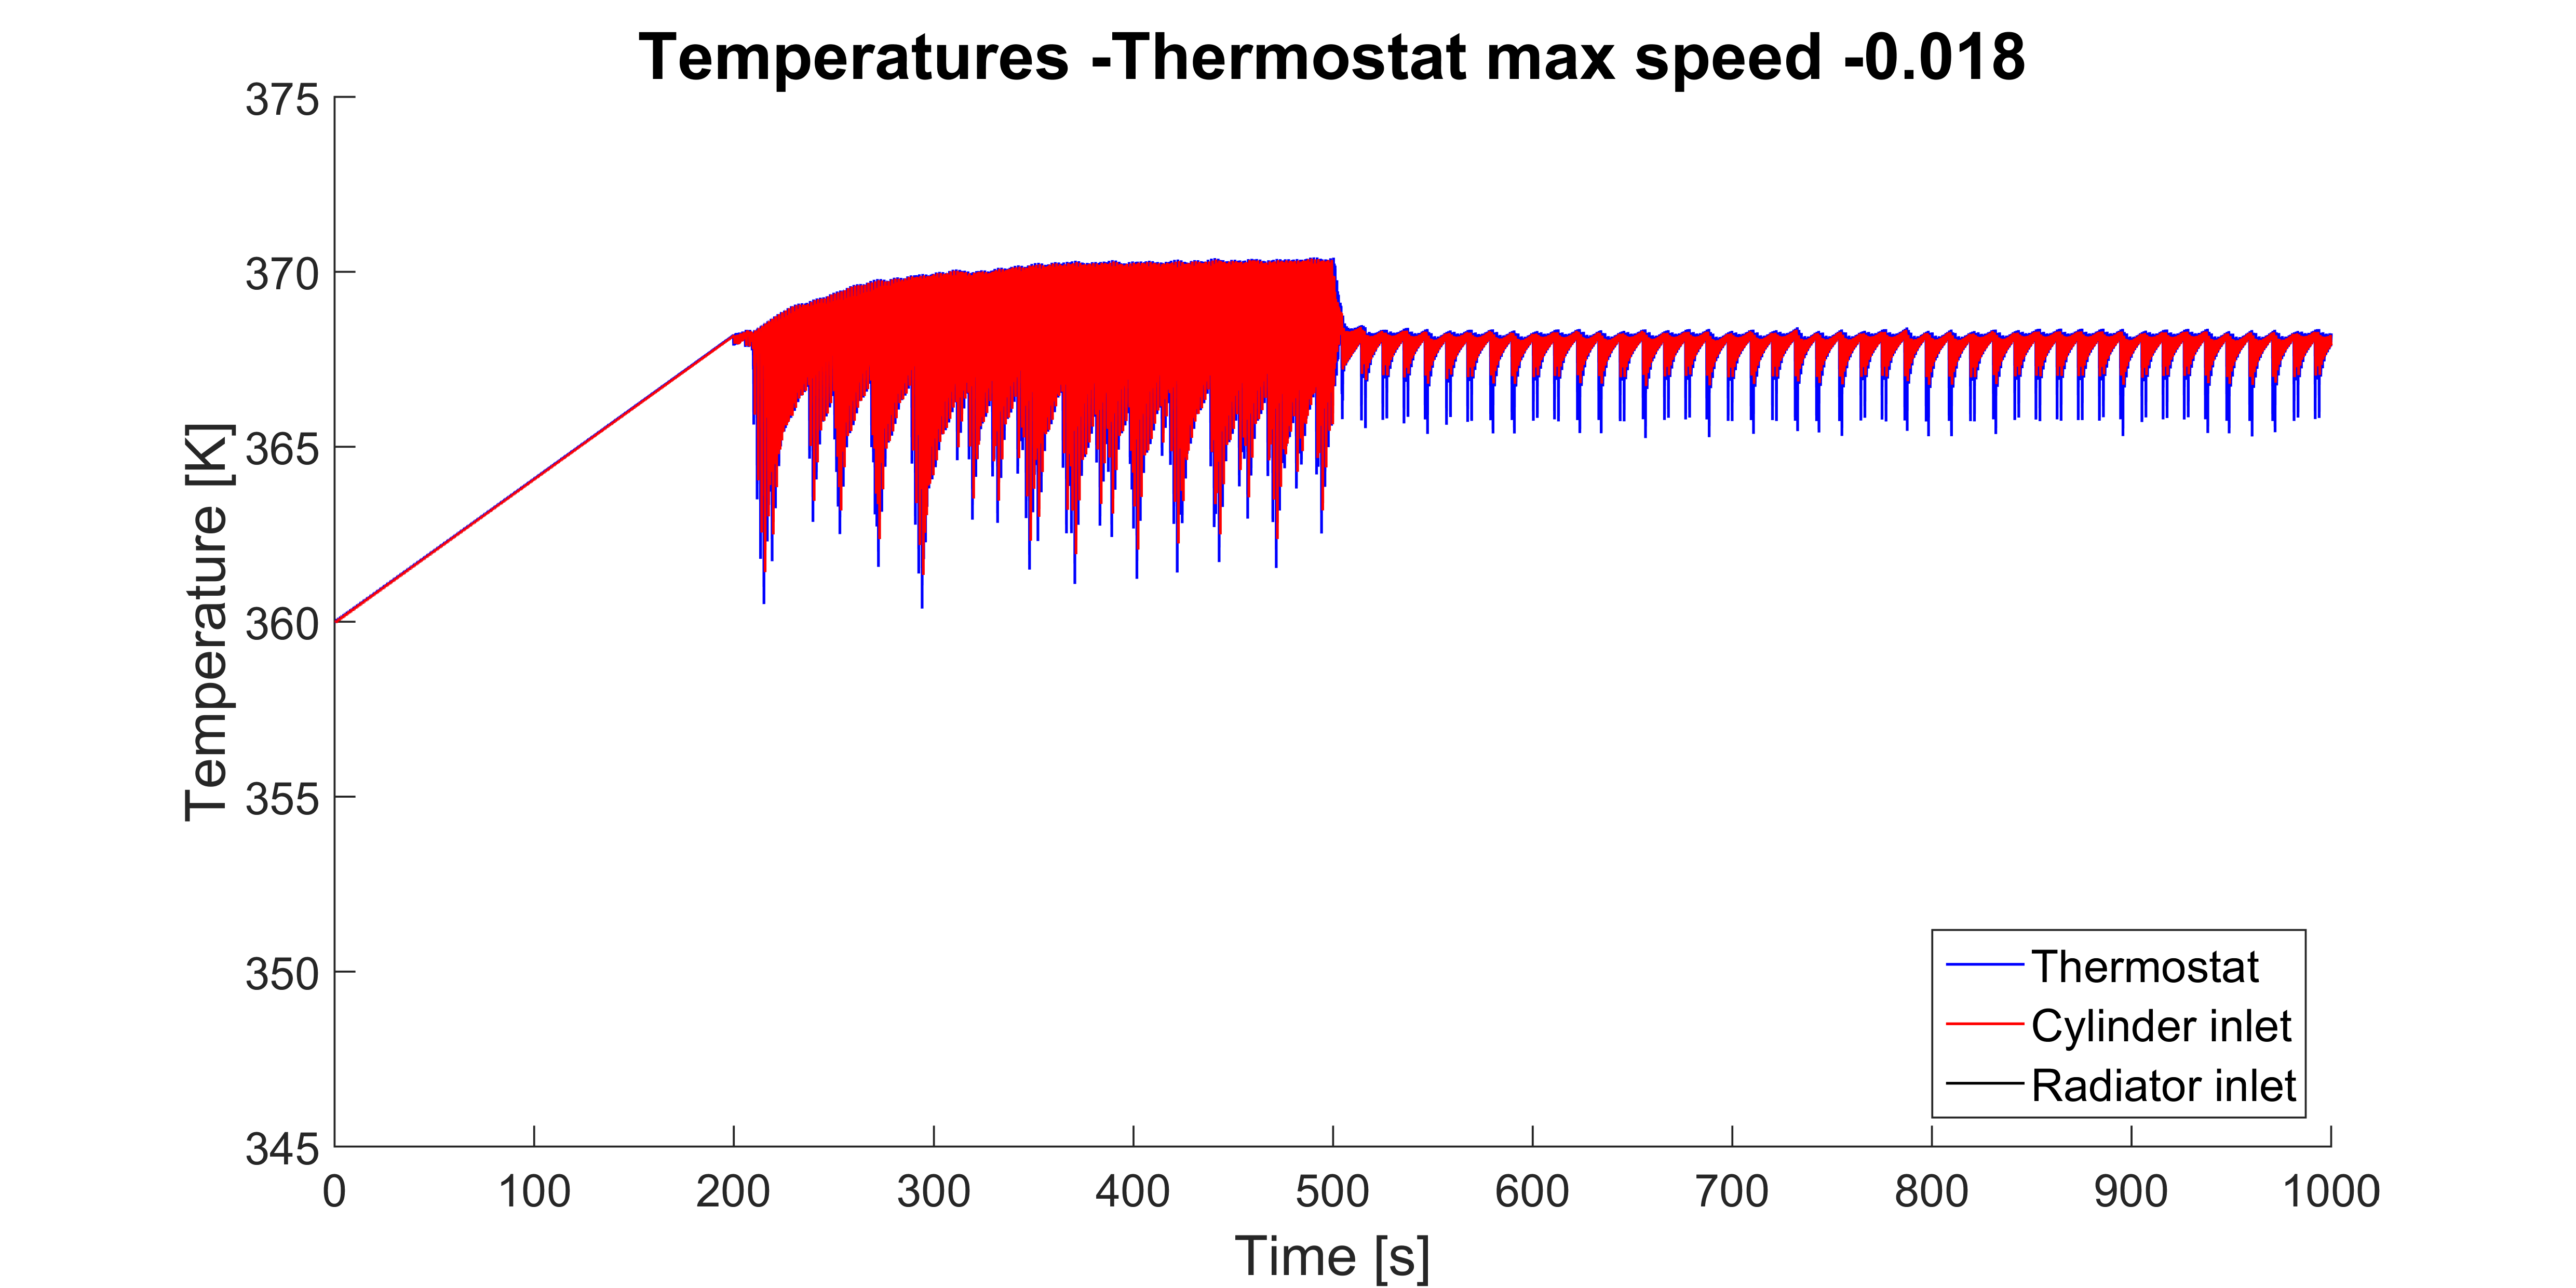 Temperatures -Thermostat max speed -0.018
375
370
365
360
355
350
345
Temperature [K]
0 100 200 300 400 500 600 700 800 900 1000
Time [s]
Thermostat
Cylinder inlet
Radiator inlet